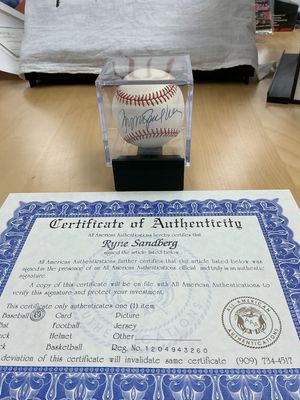 Ryne Sandberg
Certificate of Authenticity
All American Authentications hereby certifies that
Ryne Sandberg
signed the article listed below
All American Authentications further certifies that the article listed below was
signed in the presence of an All American Authentications official and truly is an authentic
signature.
A copy of this certificate will be on file with All American Authentications to
verify this signature and protect your investment.
This certificate only authenticates one (1) item
Baseball Card Picture
Football Jersey
Helmet Other
Basketball Reg. No. 1204943260
deviation of this certificate will invalidate same certificate (909) 734-4517
ALL AMERICAN
AUTHENTICATIONS